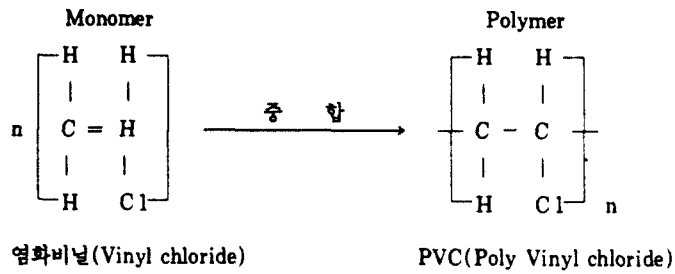 Monomer Polymer
H H H H
| | | |
n C = H 중 합 C - C
| | | |
H Cl H Cl n
염화비닐(Vinyl chloride) PVC(Poly Vinyl chloride)